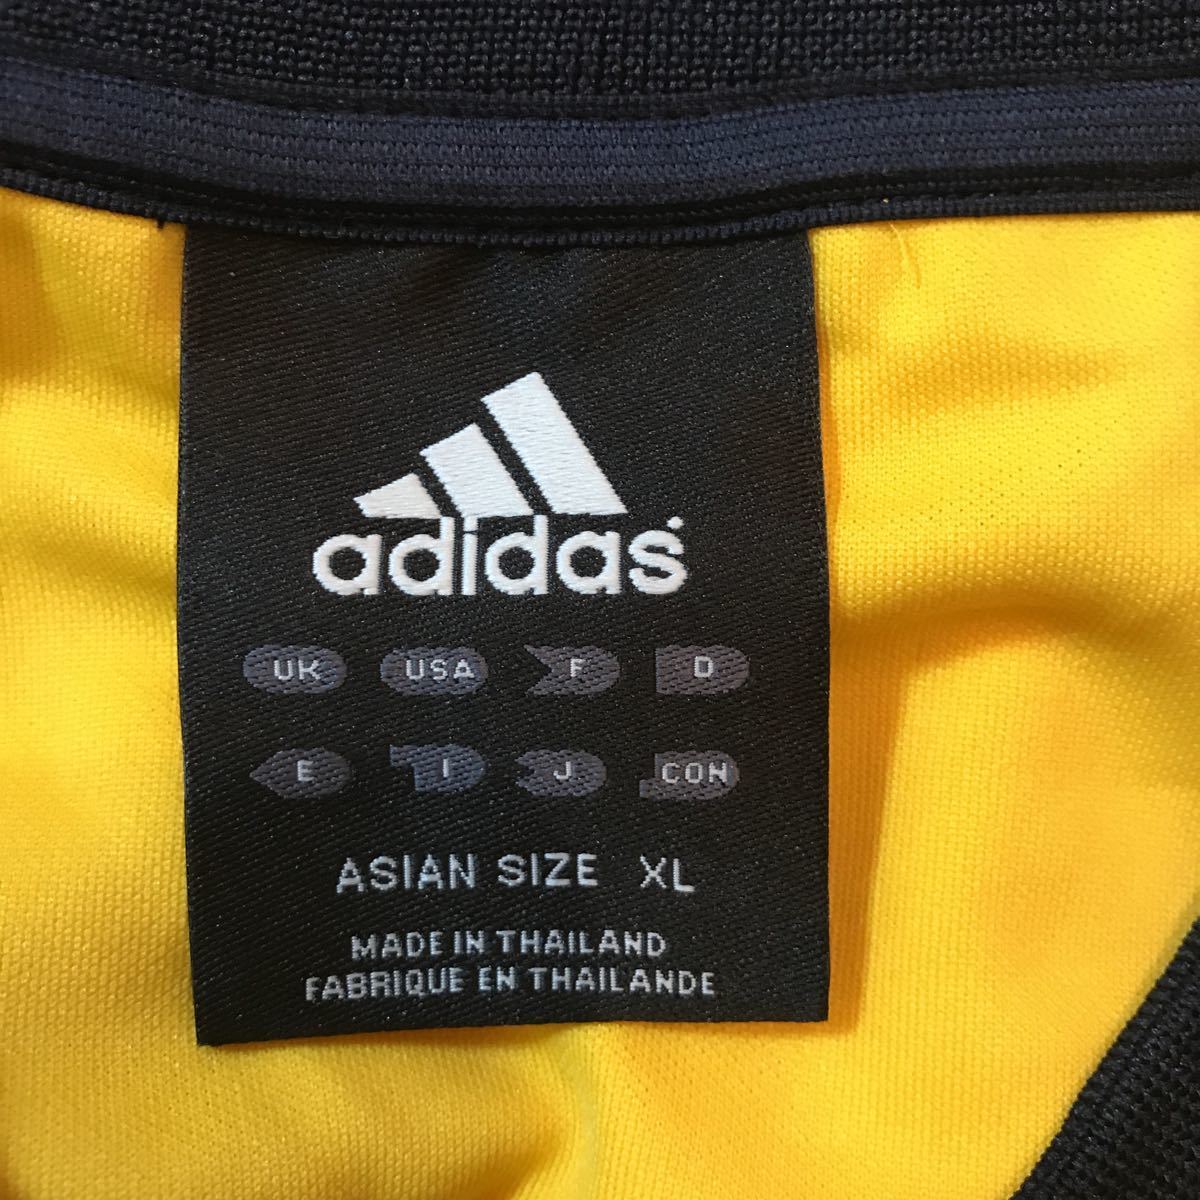 adidas
UK USA F D
E I J CON
ASIAN SIZE XL
MADE IN THAILAND
FABRIQUE EN THAILANDE